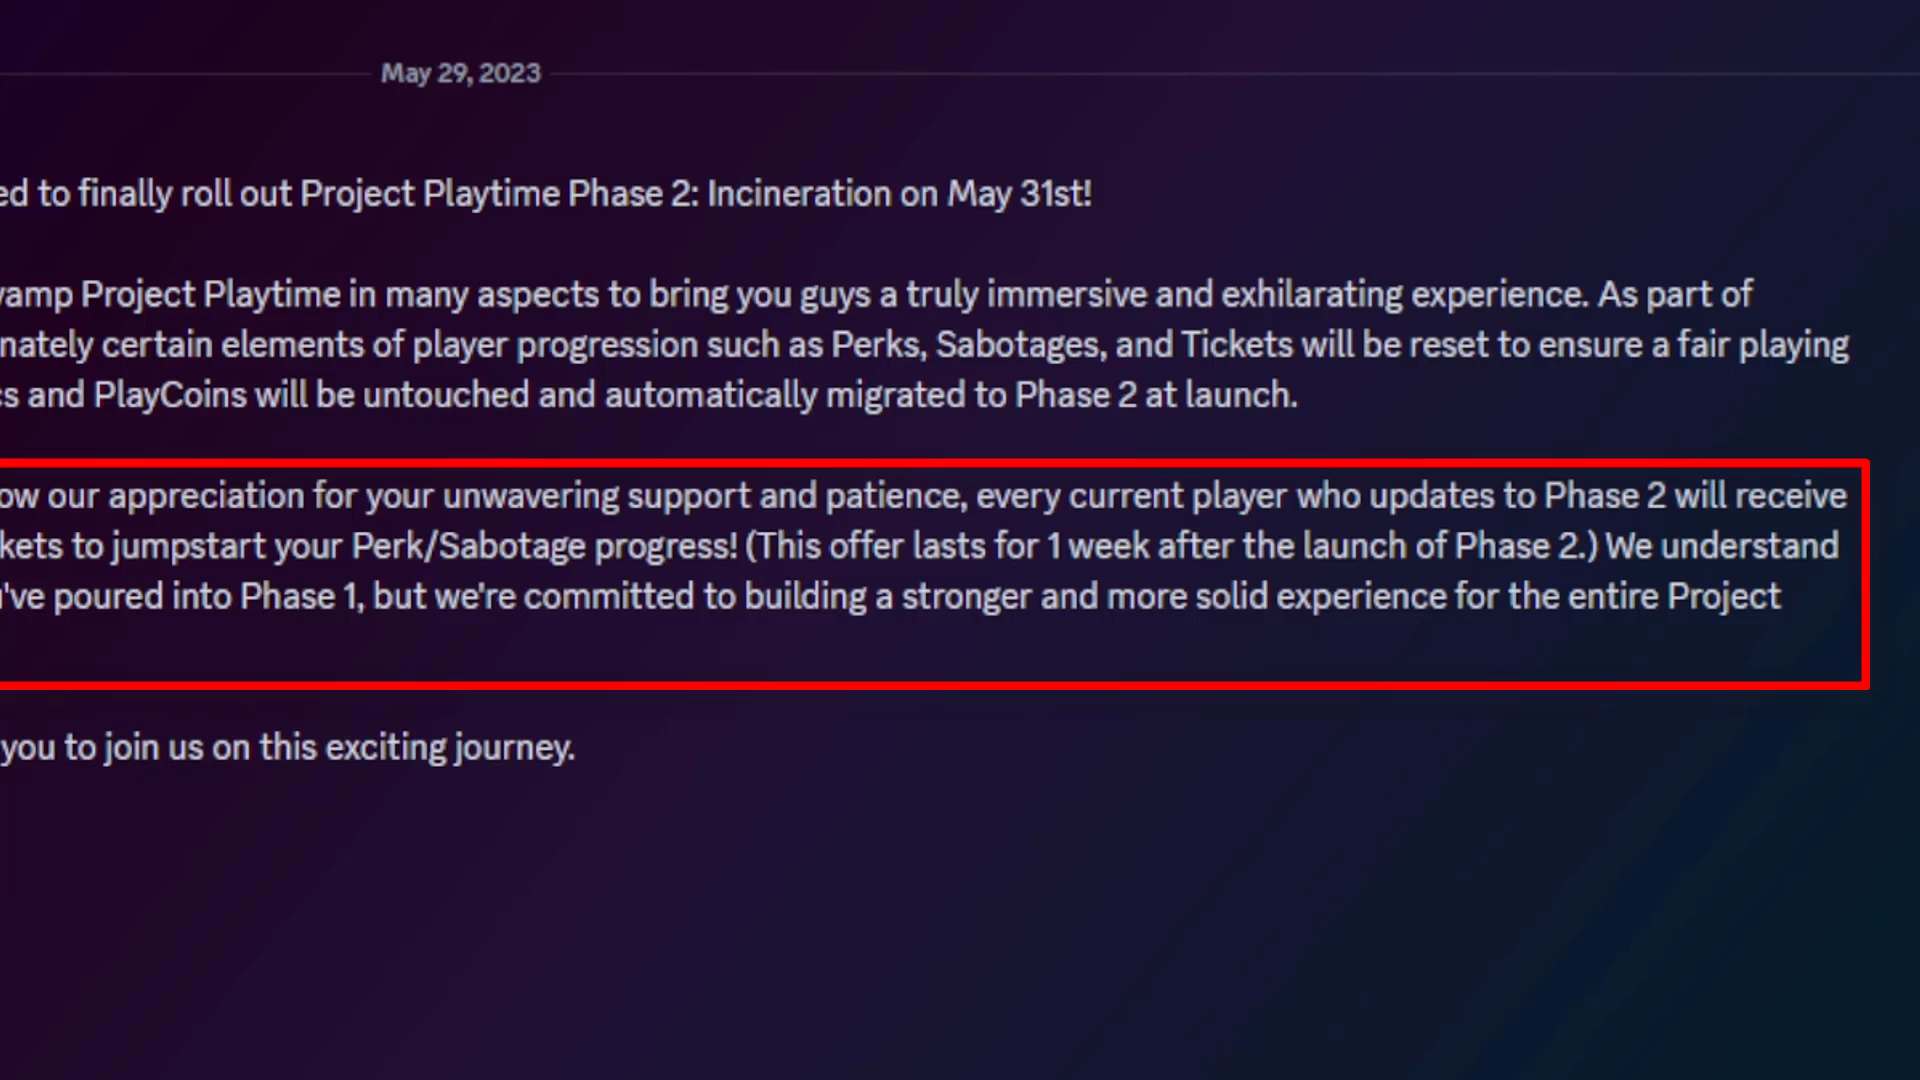 May 29, 2023
ed to finally roll out Project Playtime Phase 2: Incineration on May 31st!
vamp Project Playtime in many aspects to bring you guys a truly immersive and exhilarating experience. As part of
nately certain elements of player progression such as Perks, Sabotages, and Tickets will be reset to ensure a fair playing
cs and PlayCoins will be untouched and automatically migrated to Phase 2 at launch.
ow our appreciation for your unwavering support and patience, every current player who updates to Phase 2 will receive
kets to jumpstart your Perk/Sabotage progress! (This offer lasts for 1 week after the launch of Phase 2.) We understand
u've poured into Phase 1, but we're committed to building a stronger and more solid experience for the entire Project
you to join us on this exciting journey.